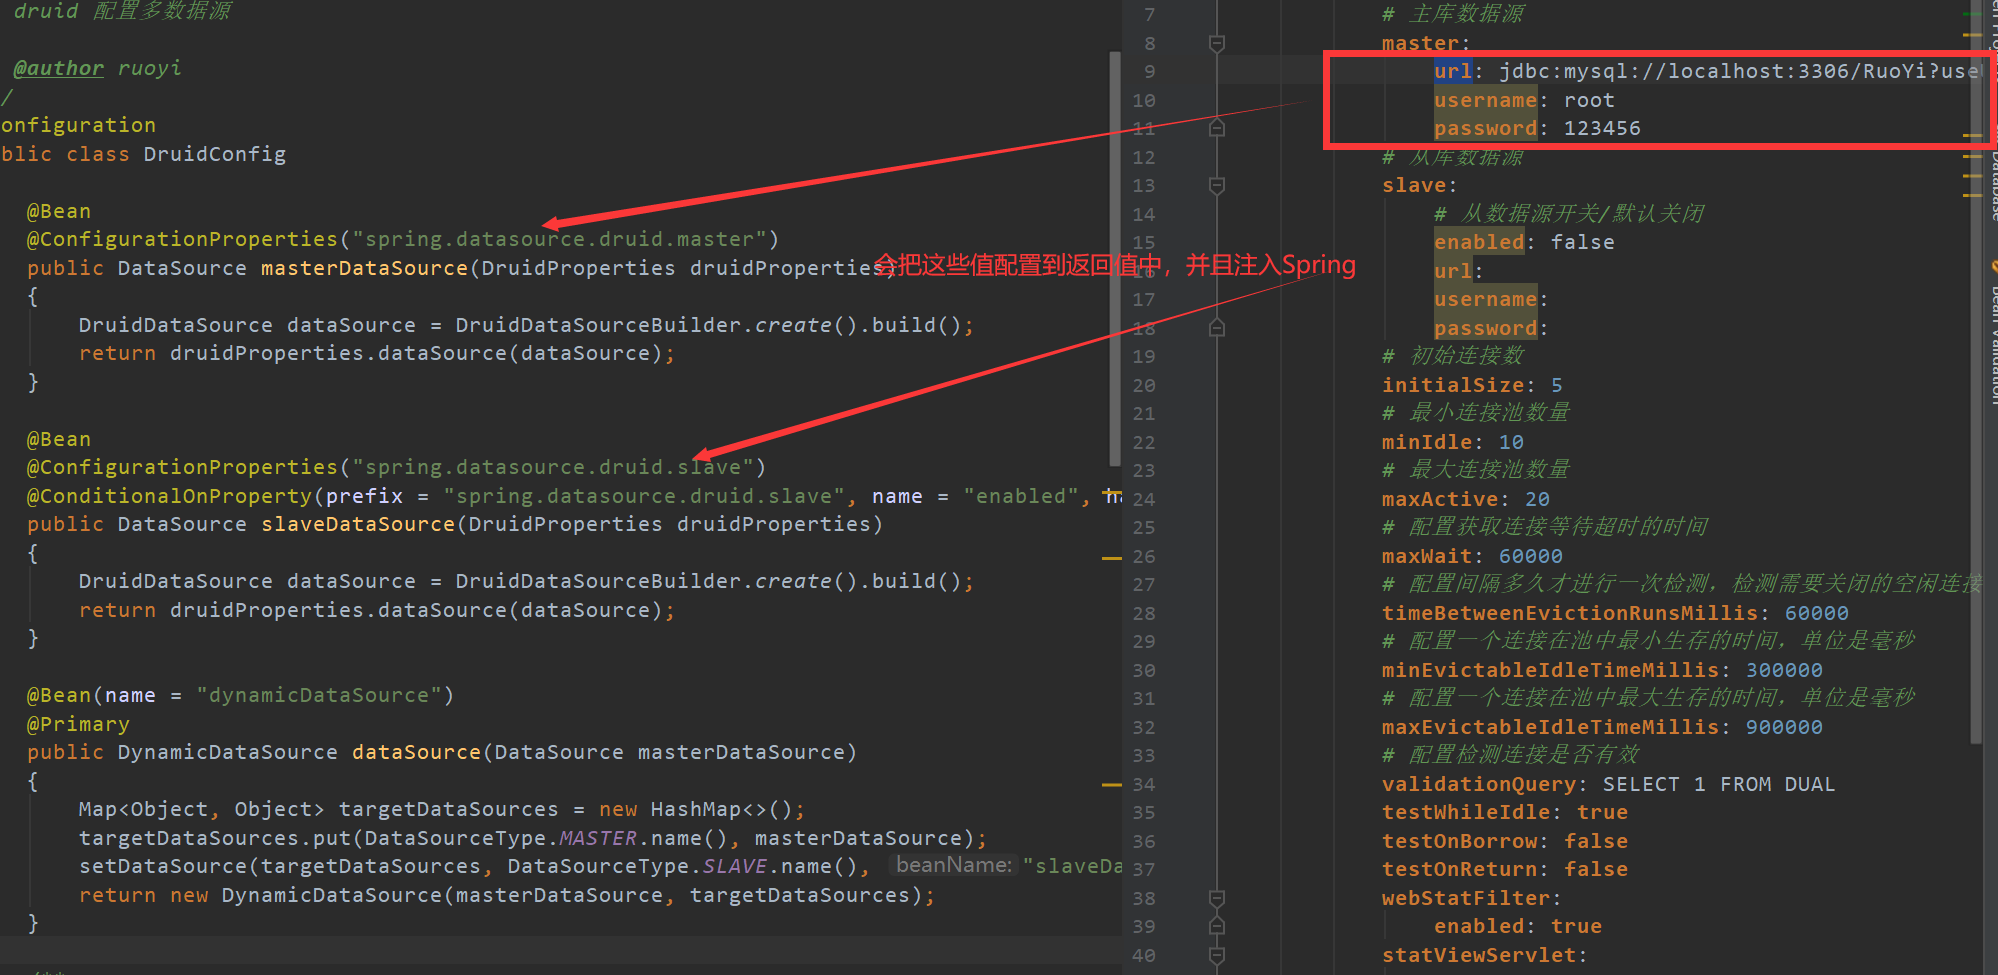 druid 配置多数据源
@author ruoyi
/
onfiguration
blic class DruidConfig
@Bean
@ConfigurationProperties("spring.datasource.druid.master")
public DataSource masterDataSource(DruidProperties druidProperties)
{
DruidDataSource dataSource = DruidDataSourceBuilder.create().build();
return druidProperties.dataSource(dataSource);
}
@Bean
@ConfigurationProperties("spring.datasource.druid.slave")
@ConditionalOnProperty(prefix = "spring.datasource.druid.slave", name = "enabled", ha
public DataSource slaveDataSource(DruidProperties druidProperties)
{
DruidDataSource dataSource = DruidDataSourceBuilder.create().build();
return druidProperties.dataSource(dataSource);
}
@Bean(name = "dynamicDataSource")
@Primary
public DynamicDataSource dataSource(DataSource masterDataSource)
{
Map<Object, Object> targetDataSources = new HashMap<>();
targetDataSources.put(DataSourceType.MASTER.name(), masterDataSource);
setDataSource(targetDataSources, DataSourceType.SLAVE.name(), beanName: "slaveDa
return new DynamicDataSource(masterDataSource, targetDataSources);
}
/**
会把这些值配置到返回值中，并且注入Spring
7 # 主库数据源
8 master:
9 url: jdbc:mysql://localhost:3306/RuoYi?use
10 username: root
11 password: 123456
12 # 从库数据源
13 slave:
14 # 从数据源开关/默认关闭
15 enabled: false
16 url:
17 username:
18 password:
19 # 初始连接数
20 initialSize: 5
21 # 最小连接池数量
22 minIdle: 10
23 # 最大连接池数量
24 maxActive: 20
25 # 配置获取连接等待超时的时间
26 maxWait: 60000
27 # 配置间隔多久才进行一次检测，检测需要关闭的空闲连接
28 timeBetweenEvictionRunsMillis: 60000
29 # 配置一个连接在池中最小生存的时间，单位是毫秒
30 minEvictableIdleTimeMillis: 300000
31 # 配置一个连接在池中最大生存的时间，单位是毫秒
32 maxEvictableIdleTimeMillis: 900000
33 # 配置检测连接是否有效
34 validationQuery: SELECT 1 FROM DUAL
35 testWhileIdle: true
36 testOnBorrow: false
37 testOnReturn: false
38 webStatFilter:
39 enabled: true
40 statViewServlet:
Database
Bean Validation